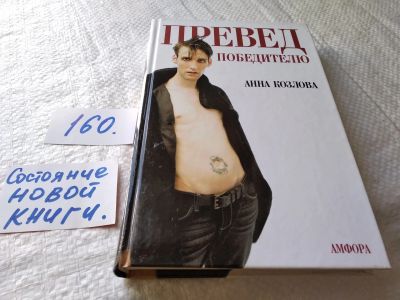 ПРЕВЕД
ПОБЕДИТЕЛЮ
АННА КОЗЛОВА
АМФОРА
160.
Состояние
НОВОЙ
КНИГИ.